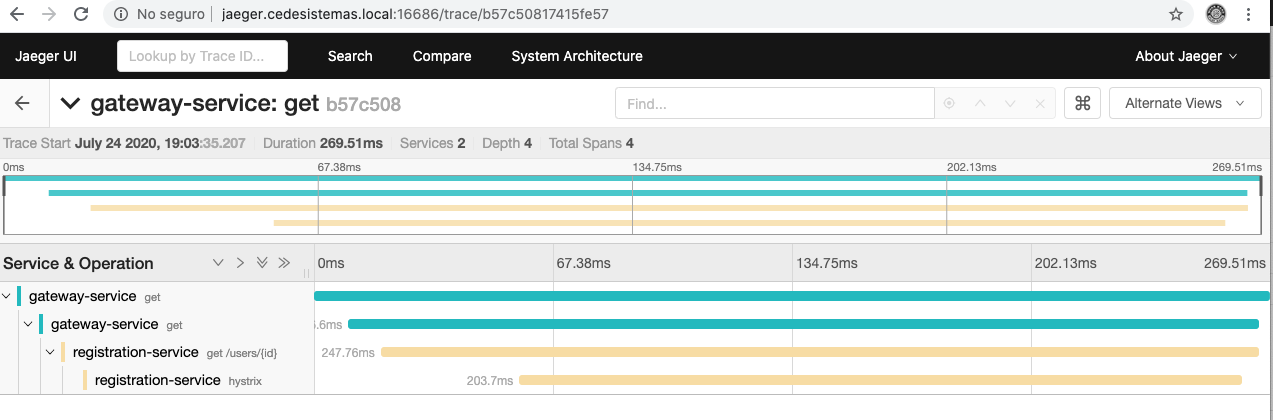 No seguro | jaeger.cedesistemas.local:16686/trace/b57c50817415fe57
Jaeger UI Lookup by Trace ID... Search Compare System Architecture About Jaeger
gateway-service: get b57c508 Find... ⌘ Alternate Views
Trace Start July 24 2020, 19:03:35.207 Duration 269.51ms Services 2 Depth 4 Total Spans 4
0ms 67.38ms 134.75ms 202.13ms 269.51ms
Service & Operation 0ms 67.38ms 134.75ms 202.13ms 269.51ms
gateway-service get
gateway-service get .6ms
registration-service get /users/{id} 247.76ms
registration-service hystrix 203.7ms